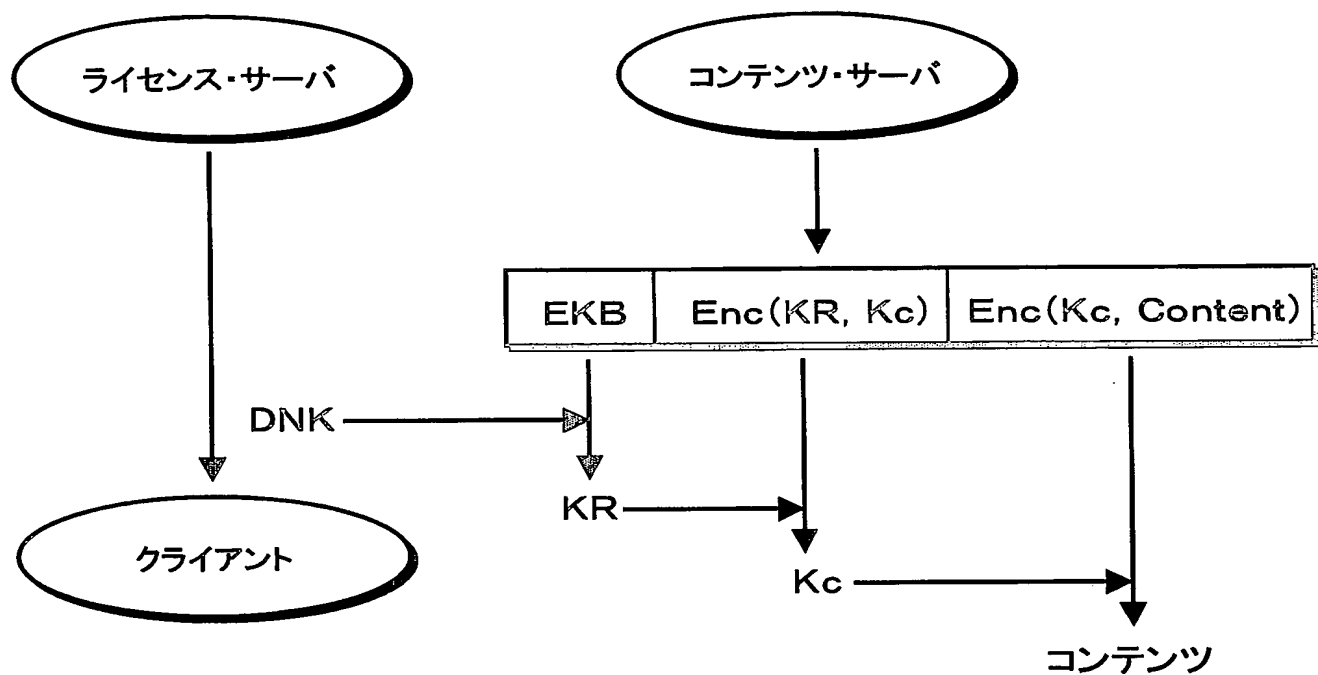 ライセンス・サーバ
コンテンツ・サーバ
EKB
Enc(KR, Kc)
Enc(Kc, Content)
DNK
KR
クライアント
Kc
コンテンツ